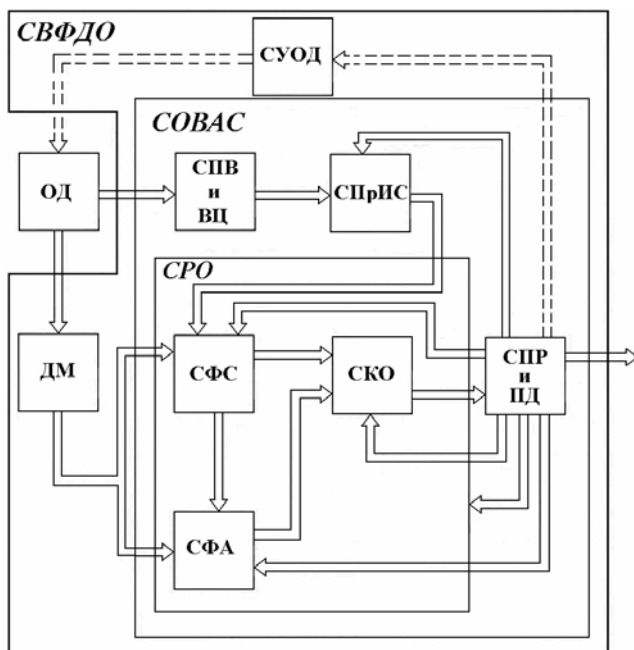 СВФДО
СУОД
СОВАС
ОД
СПВ
и
ВЦ
СПрИС
СРО
ДМ
СФС
СКО
СПР
и
ПД
СФА